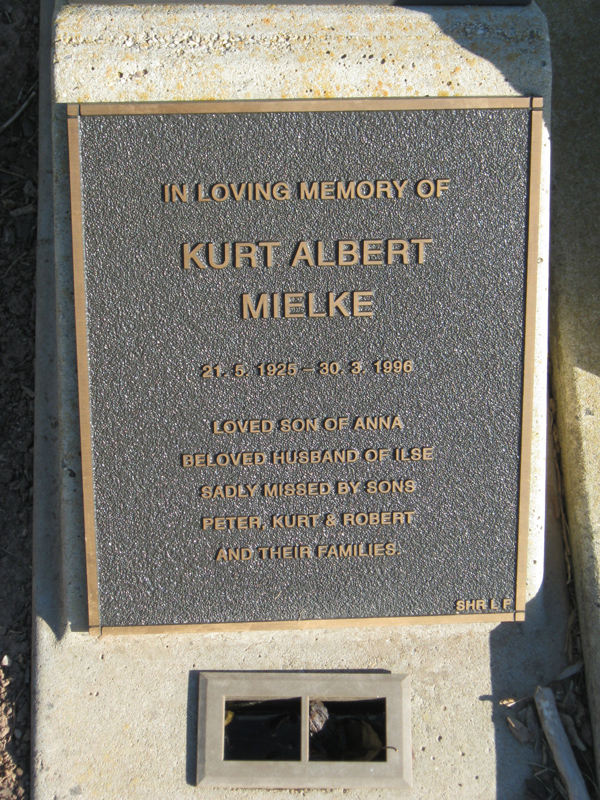 IN LOVING MEMORY OF
KURT ALBERT
MIELKE
21. 5. 1925 – 30. 3. 1996
LOVED SON OF ANNA
BELOVED HUSBAND OF ILSE
SADLY MISSED BY SONS
PETER, KURT & ROBERT
AND THEIR FAMILIES.
SHR L F